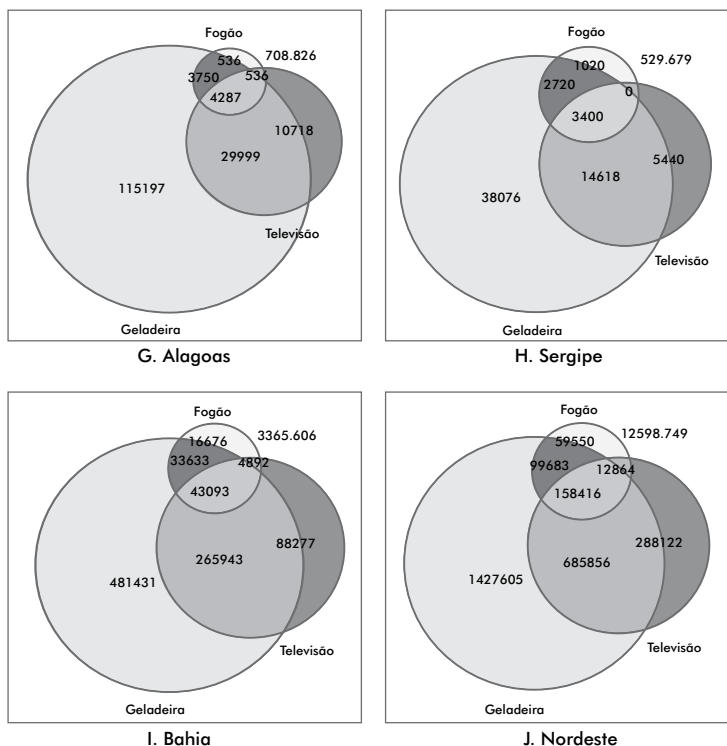 Fogão
536
708.826
3750
536
4287
10718
29999
115197
Televisão
Geladeira
G. Alagoas
Fogão
1020
529.679
2720
0
3400
5440
14618
38076
Televisão
Geladeira
H. Sergipe
Fogão
16676
3365.606
33633
4892
43093
88277
265943
481431
Televisão
Geladeira
I. Bahia
Fogão
59550
12598.749
99683
12864
158416
288122
685856
1427605
Televisão
Geladeira
J. Nordeste